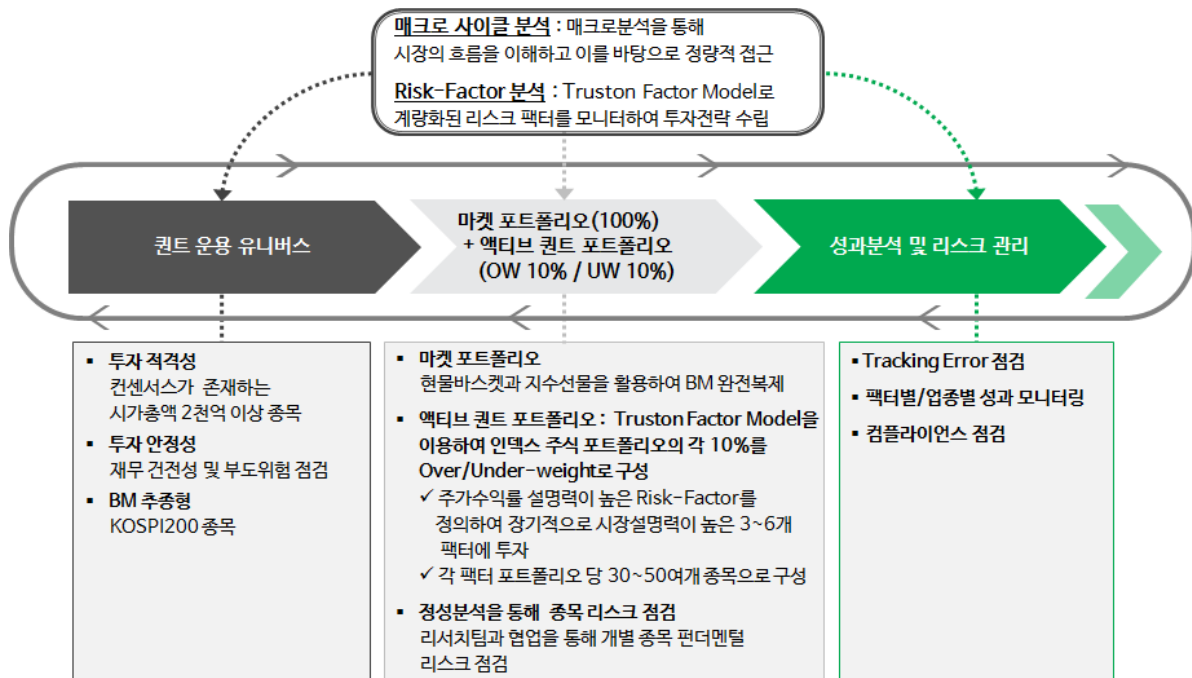 매크로 사이클 분석 : 매크로분석을 통해
시장의 흐름을 이해하고 이를 바탕으로 정량적 접근
Risk-Factor 분석 : Truston Factor Model로
계량화된 리스크 팩터를 모니터하여 투자전략 수립
퀀트 운용 유니버스
마켓 포트폴리오(100%)
+ 액티브 퀀트 포트폴리오
(OW 10% / UW 10%)
성과분석 및 리스크 관리
▪ 투자 적격성
컨센서스가 존재하는
시가총액 2천억 이상 종목
▪ 투자 안정성
재무 건전성 및 부도위험 점검
▪ BM 추종형
KOSPI200 종목
▪ 마켓 포트폴리오
현물바스켓과 지수선물을 활용하여 BM 완전복제
▪ 액티브 퀀트 포트폴리오 : Truston Factor Model을
이용하여 인덱스 주식 포트폴리오의 각 10%를
Over/Under-weight로 구성
✓ 주가수익률 설명력이 높은 Risk-Factor를
정의하여 장기적으로 시장설명력이 높은 3~6개
팩터에 투자
✓ 각 팩터 포트폴리오 당 30~50여개 종목으로 구성
▪ 정성분석을 통해 종목 리스크 점검
리서치팀과 협업을 통해 개별 종목 펀더멘털
리스크 점검
▪ Tracking Error 점검
▪ 팩터별/업종별 성과 모니터링
▪ 컴플라이언스 점검